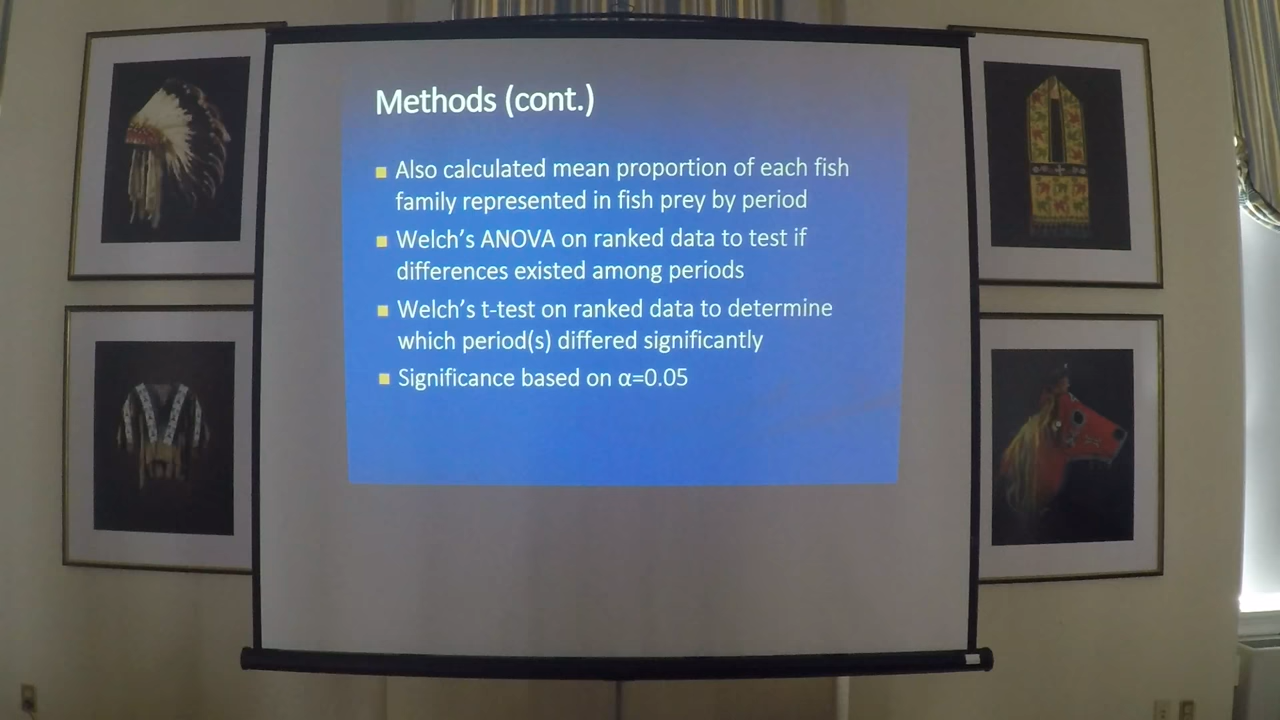 Methods (cont.)
Also calculated mean proportion of each fish
family represented in fish prey by period
Welch's ANOVA on ranked data to test if
differences existed among periods
Welch's t-test on ranked data to determine
which period(s) differed significantly
Significance based on α=0.05